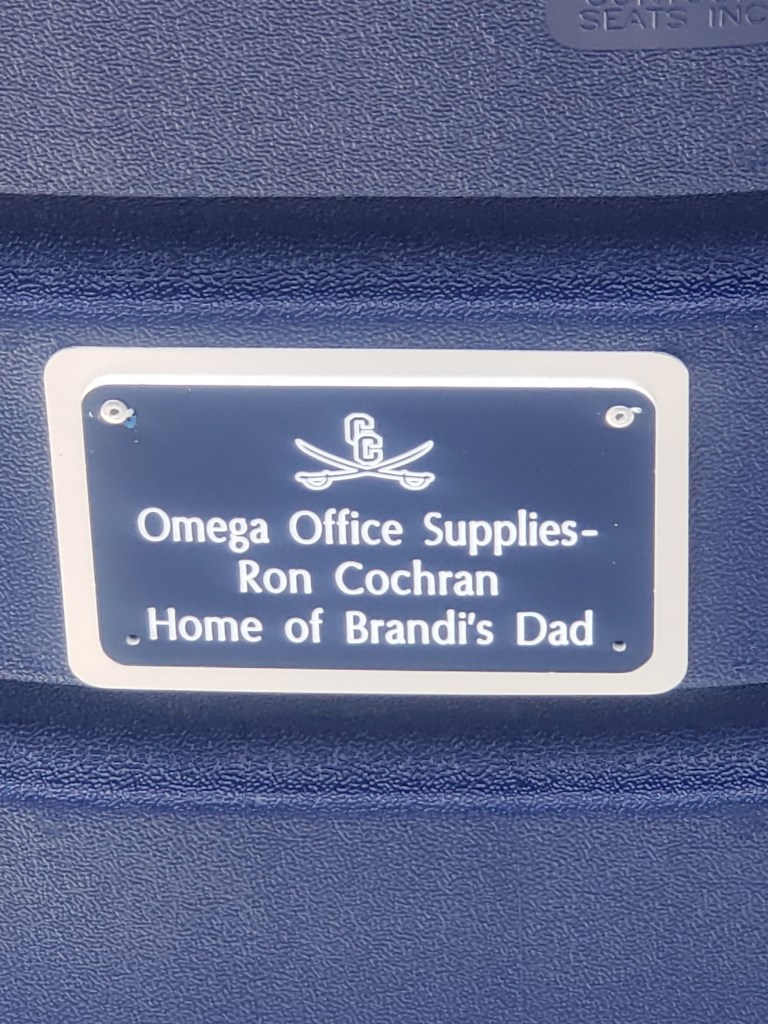 SEATS INC
CC
Omega Office Supplies-
Ron Cochran
Home of Brandi's Dad